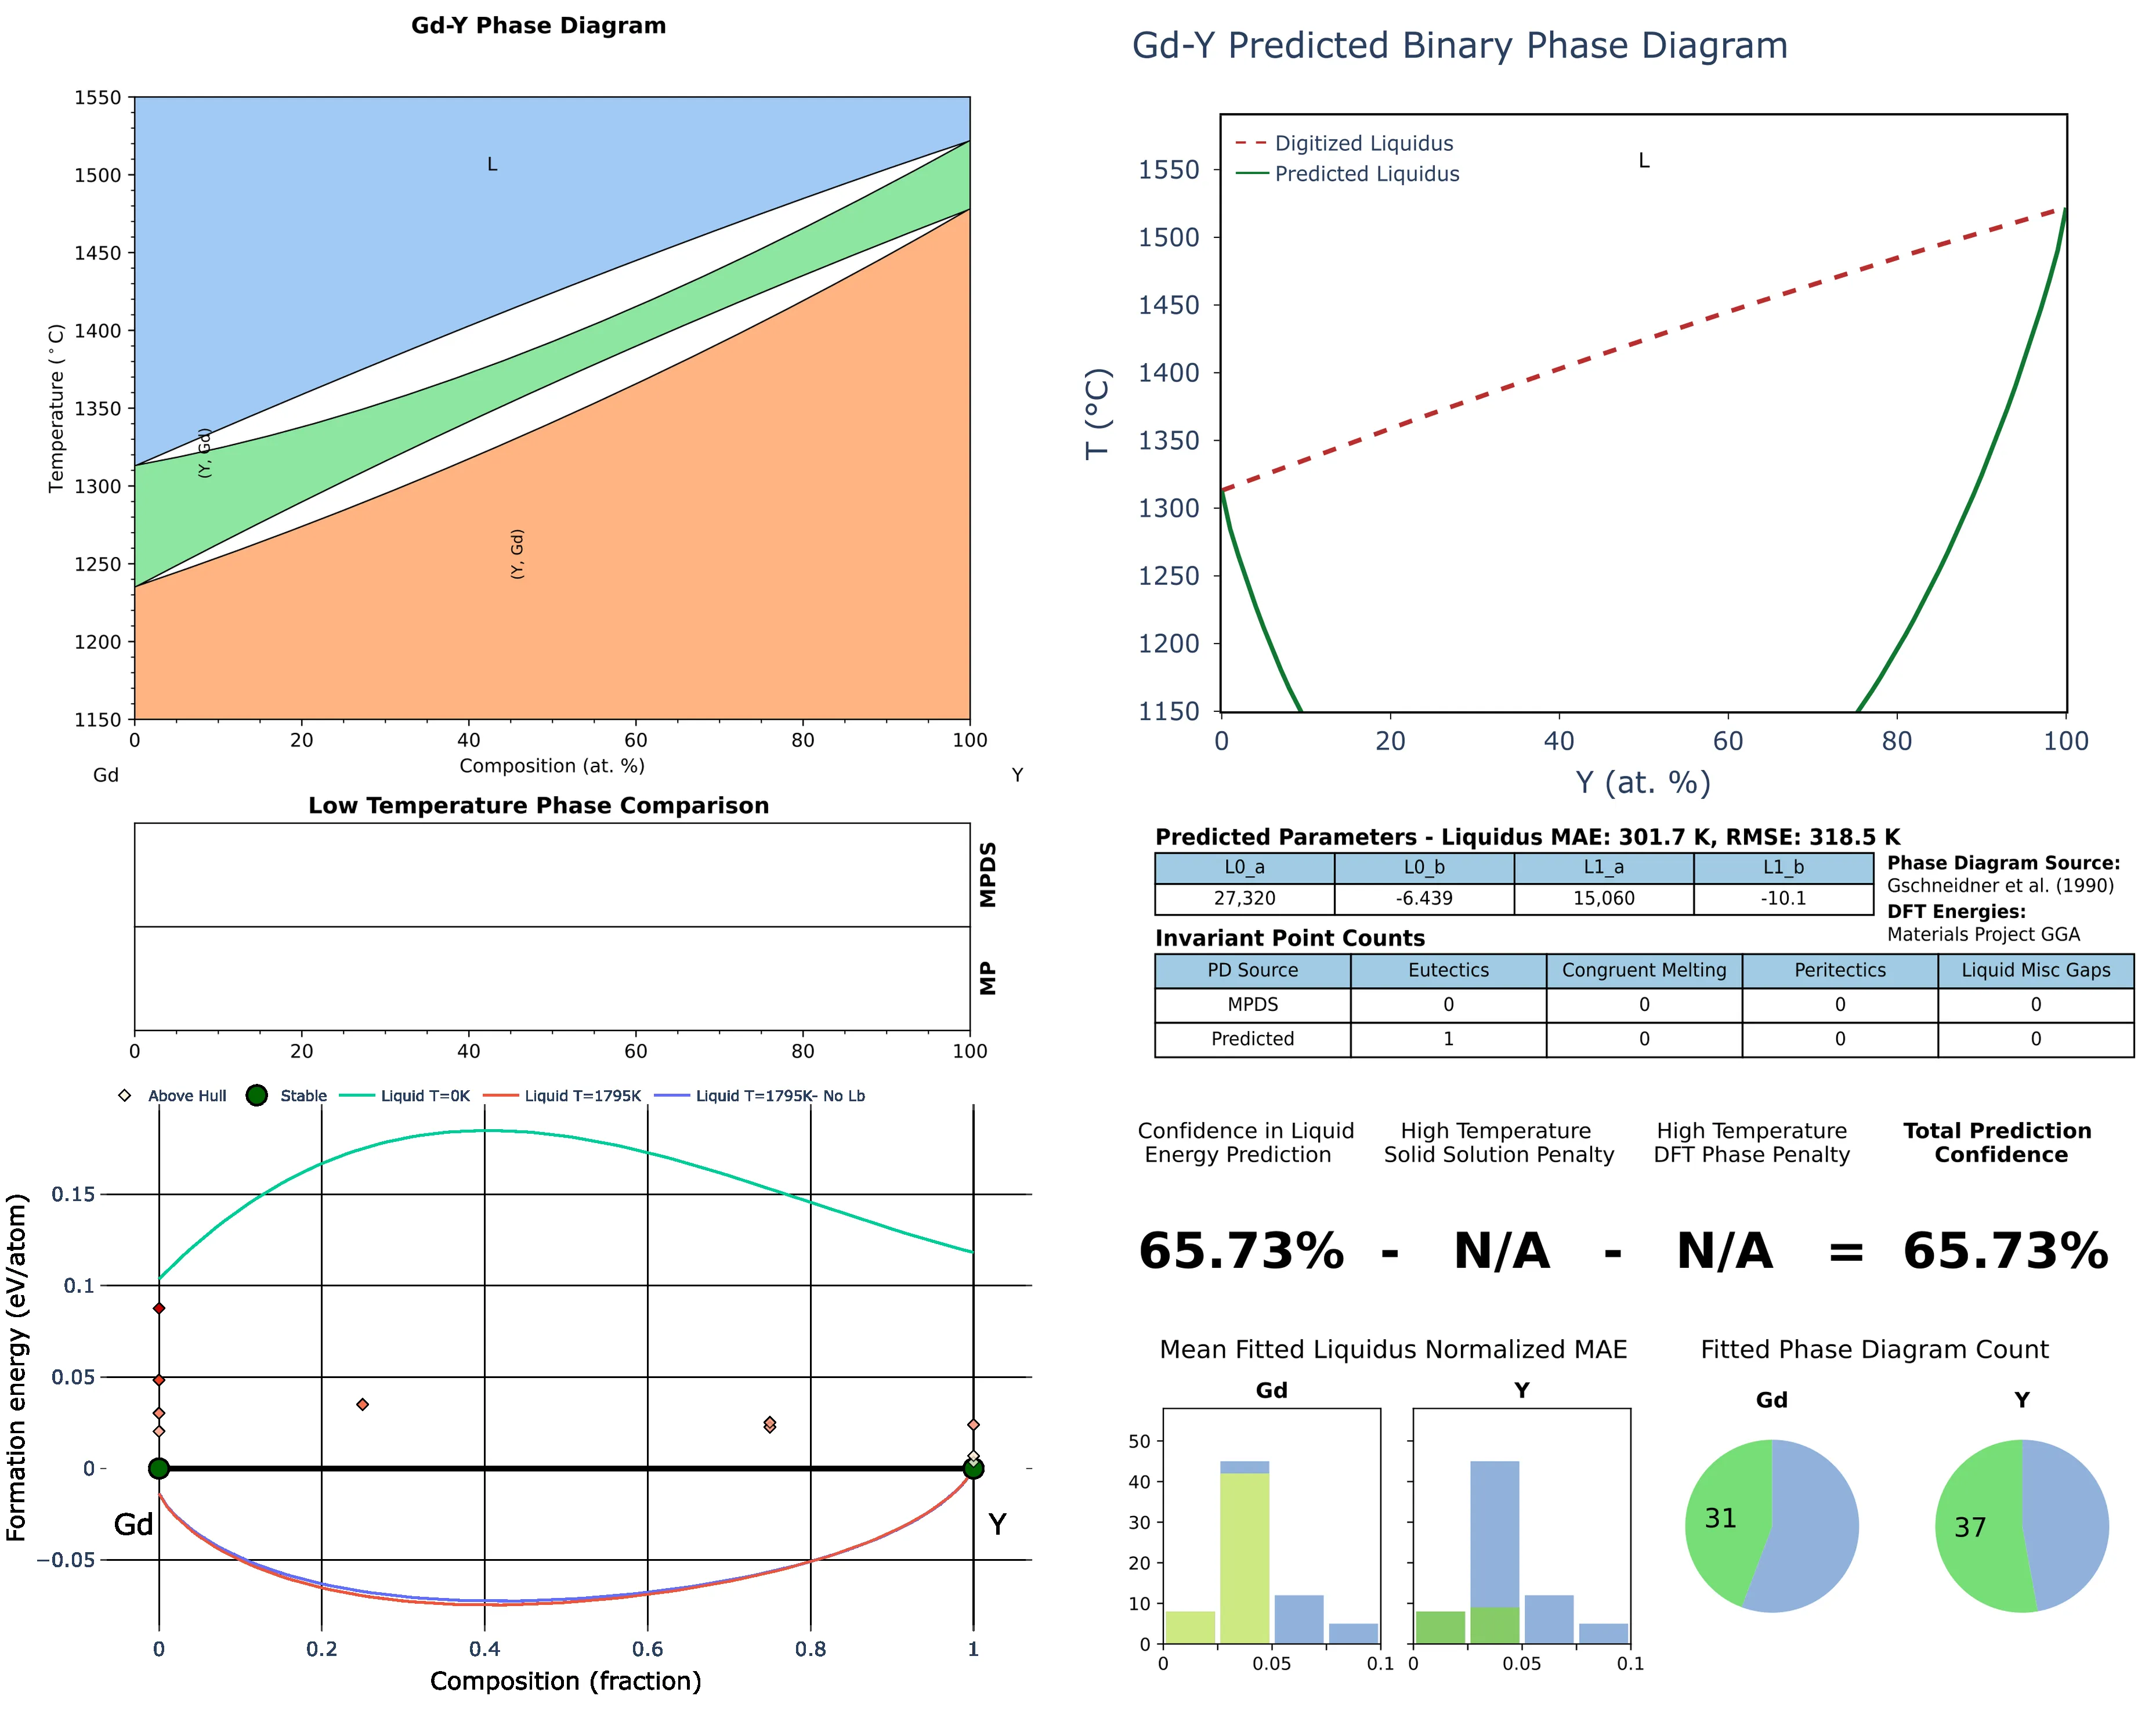 Gd-Y Phase Diagram
1550
1500
1450
1400
1350
1300
1250
1200
1150
Temperature (°C)
L
(Y, Gd)
(Y, Gd)
0 20 40 60 80 100
Composition (at. %)
Gd Y
Gd-Y Predicted Binary Phase Diagram
Digitized Liquidus
Predicted Liquidus
L
1550
1500
1450
1400
1350
1300
1250
1200
1150
T (°C)
0 20 40 60 80 100
Y (at. %)
Low Temperature Phase Comparison
MPDS
MP
0 20 40 60 80 100
Predicted Parameters - Liquidus MAE: 301.7 K, RMSE: 318.5 K
L0_a L0_b L1_a L1_b
27,320 -6.439 15,060 -10.1
Phase Diagram Source:
Gschneidner et al. (1990)
DFT Energies:
Materials Project GGA
Invariant Point Counts
PD Source Eutectics Congruent Melting Peritectics Liquid Misc Gaps
MPDS 0 0 0 0
Predicted 1 0 0 0
Above Hull Stable Liquid T=0K Liquid T=1795K Liquid T=1795K- No Lb
0.15
0.1
0.05
0
−0.05
Formation energy (eV/atom)
Gd Y
0 0.2 0.4 0.6 0.8 1
Composition (fraction)
Confidence in Liquid
Energy Prediction
High Temperature
Solid Solution Penalty
High Temperature
DFT Phase Penalty
Total Prediction
Confidence
65.73% - N/A - N/A = 65.73%
Mean Fitted Liquidus Normalized MAE
Gd Y
50
40
30
20
10
0
0 0.05 0.1 0 0.05 0.1
Fitted Phase Diagram Count
Gd Y
31 37